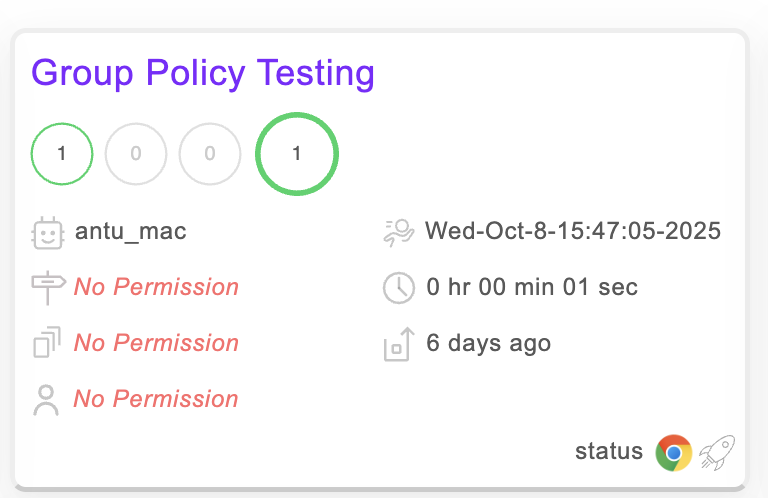 Group Policy Testing
1 0 0 1
antu_mac Wed-Oct-8-15:47:05-2025
No Permission 0 hr 00 min 01 sec
No Permission 6 days ago
No Permission
status